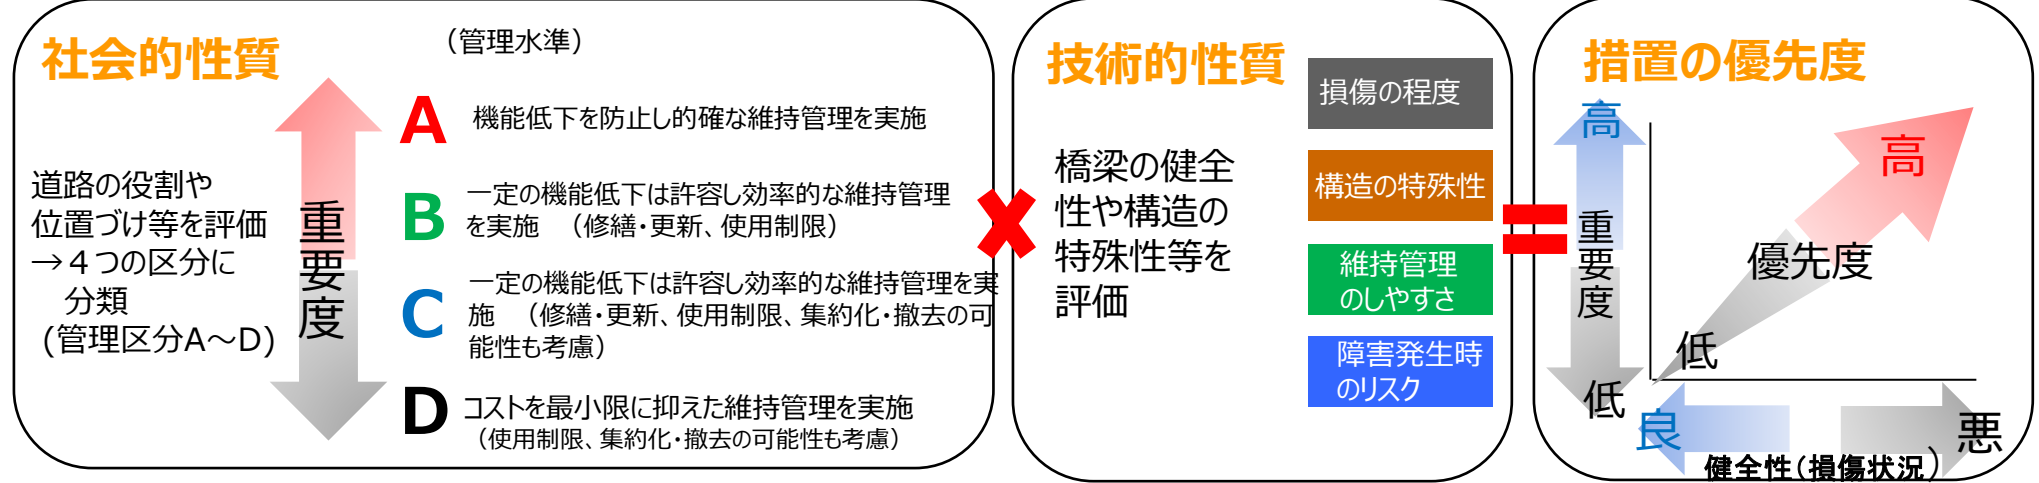 社会的性質
（管理水準）
道路の役割や
位置づけ等を評価
→４つの区分に
分類
(管理区分A～D)
重要度
A 機能低下を防止し的確な維持管理を実施
B 一定の機能低下は許容し効率的な維持管理
を実施 （修繕・更新、使用制限）
C 一定の機能低下は許容し効率的な維持管理を実
施 （修繕・更新、使用制限、集約化・撤去の可
能性も考慮）
D コストを最小限に抑えた維持管理を実施
（使用制限、集約化・撤去の可能性も考慮）
×
技術的性質
橋梁の健全
性や構造の
特殊性等を
評価
損傷の程度
構造の特殊性
維持管理
のしやすさ
障害発生時
のリスク
=
措置の優先度
高
重要度
低
高
優先度
低
良
悪
健全性（損傷状況）